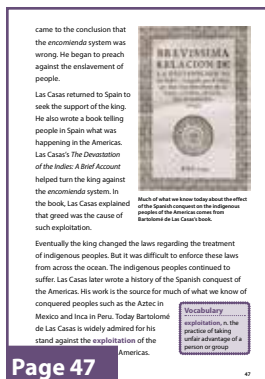 came to the conclusion that
the encomienda system was
wrong. He began to preach
against the enslavement of
people.
Las Casas returned to Spain to
seek the support of the king.
He also wrote a book telling
people in Spain what was
happening in the Americas.
Las Casas's The Devastation
of the Indies: A Brief Account
helped turn the king against
the encomienda system. In
the book, Las Casas explained
that greed was the cause of
such exploitation.
BREVISSIMA
RELACION DE
Much of what we know today about the effect
of the Spanish conquest on the indigenous
peoples of the Americas comes from
Bartolomé de Las Casas's book.
Eventually the king changed the laws regarding the treatment
of indigenous peoples. But it was difficult to enforce these laws
from across the ocean. The indigenous peoples continued to
suffer. Las Casas later wrote a history of the Spanish conquest of
the Americas. His work is the source for much of what we know of
conquered peoples such as the Aztec in
Mexico and Inca in Peru. Today Bartolomé
de Las Casas is widely admired for his
stand against the exploitation of the
Americas.
Vocabulary
exploitation, n. the
practice of taking
unfair advantage of a
person or group
Page 47
47